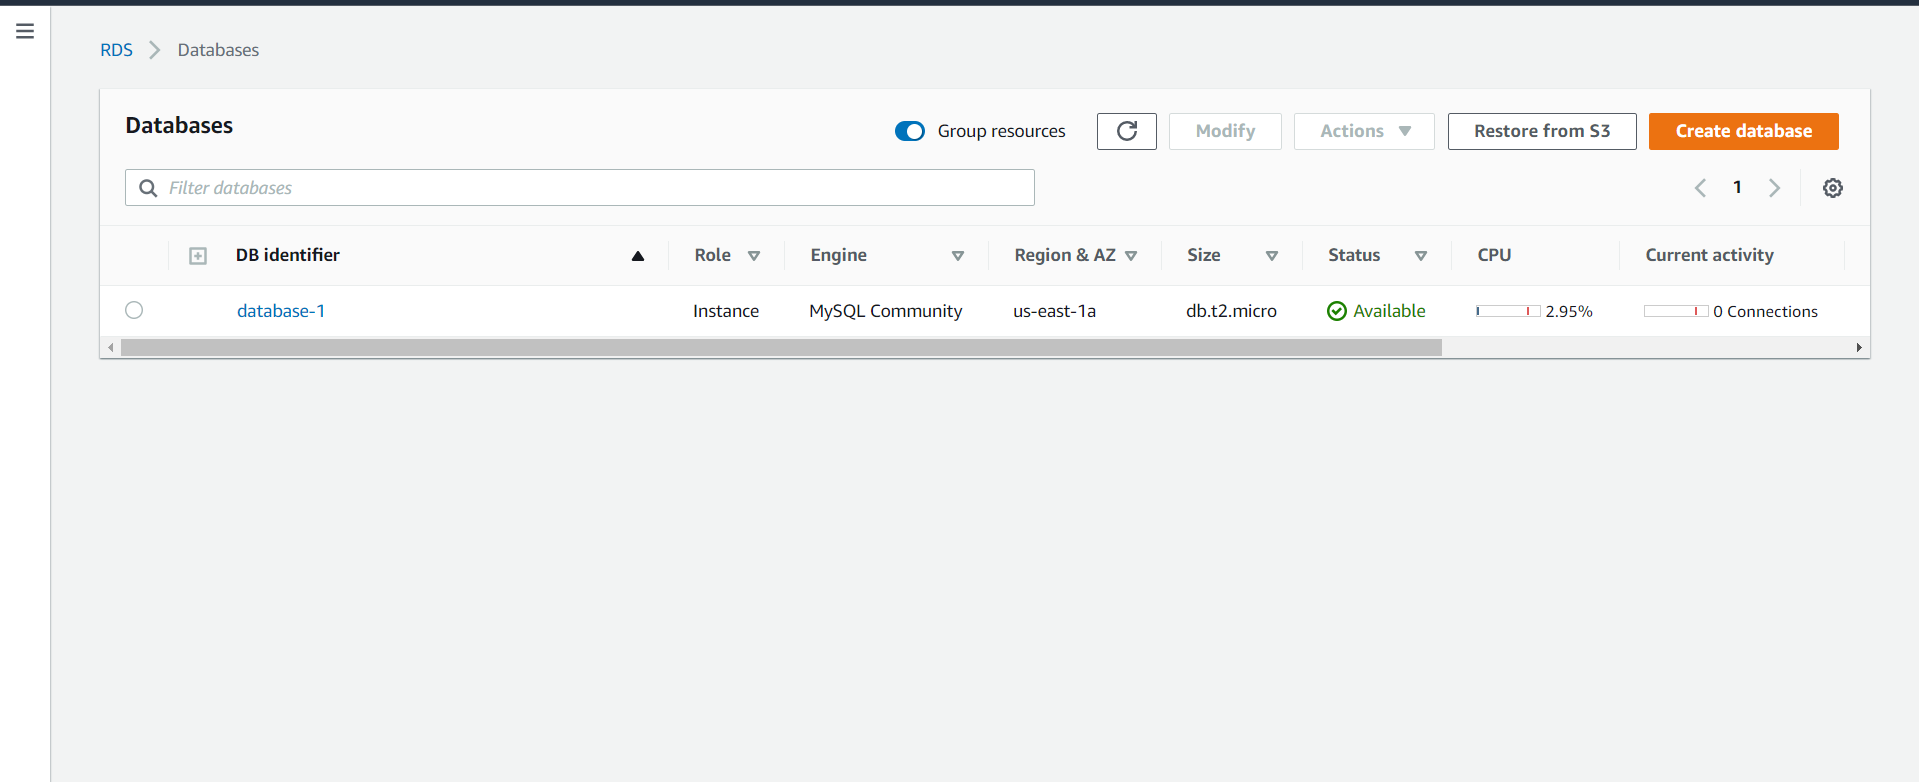 RDS > Databases
Databases
Group resources
Modify
Actions
Restore from S3
Create database
Filter databases
1
DB identifier Role Engine Region & AZ Size Status CPU Current activity
database-1 Instance MySQL Community us-east-1a db.t2.micro Available 2.95% 0 Connections